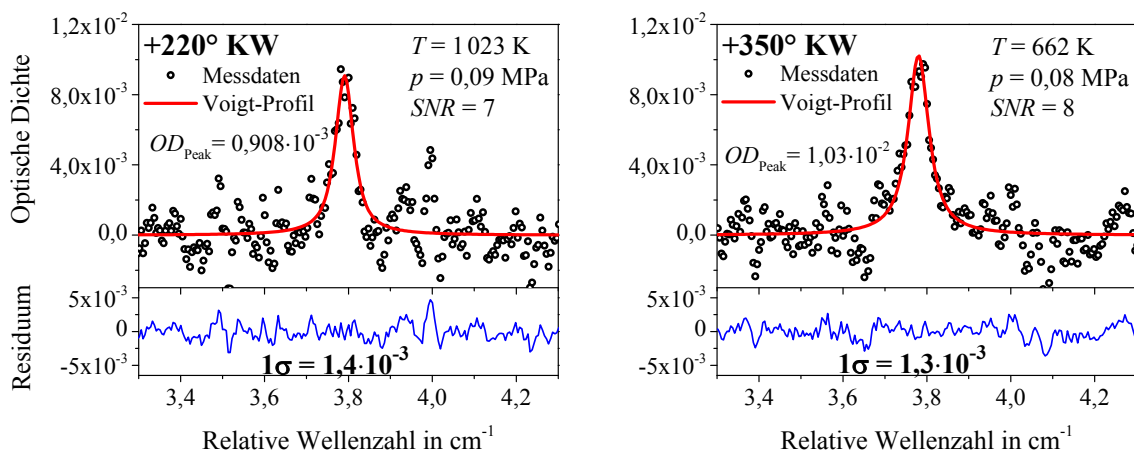 Optische Dichte
Residuum
1,2x10⁻²
8,0x10⁻³
4,0x10⁻³
0,0
5x10⁻³
0
-5x10⁻³
+220° KW
Messdaten
Voigt-Profil
OD_Peak = 0,908·10⁻³
T = 1 023 K
p = 0,09 MPa
SNR = 7
1σ = 1,4·10⁻³
3,4 3,6 3,8 4,0 4,2
Relative Wellenzahl in cm⁻¹
1,2x10⁻²
8,0x10⁻³
4,0x10⁻³
0,0
5x10⁻³
0
-5x10⁻³
+350° KW
Messdaten
Voigt-Profil
OD_Peak = 1,03·10⁻²
T = 662 K
p = 0,08 MPa
SNR = 8
1σ = 1,3·10⁻³
3,4 3,6 3,8 4,0 4,2
Relative Wellenzahl in cm⁻¹